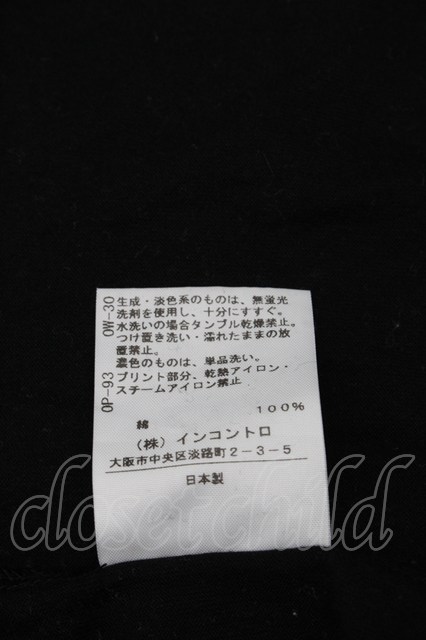 OW-30
生成・淡色系のものは、無蛍光
洗剤を使用し、十分にすすぐ。
水洗いの場合タンブル乾燥禁止。
つけ置き洗い・濡れたままの放
置禁止。
濃色のものは、単品洗い。
OP-93
プリント部分、乾熱アイロン・
スチームアイロン禁止
100%
綿
(株) インコントロ
大阪市中央区淡路町2-3-5
日本製
closet child